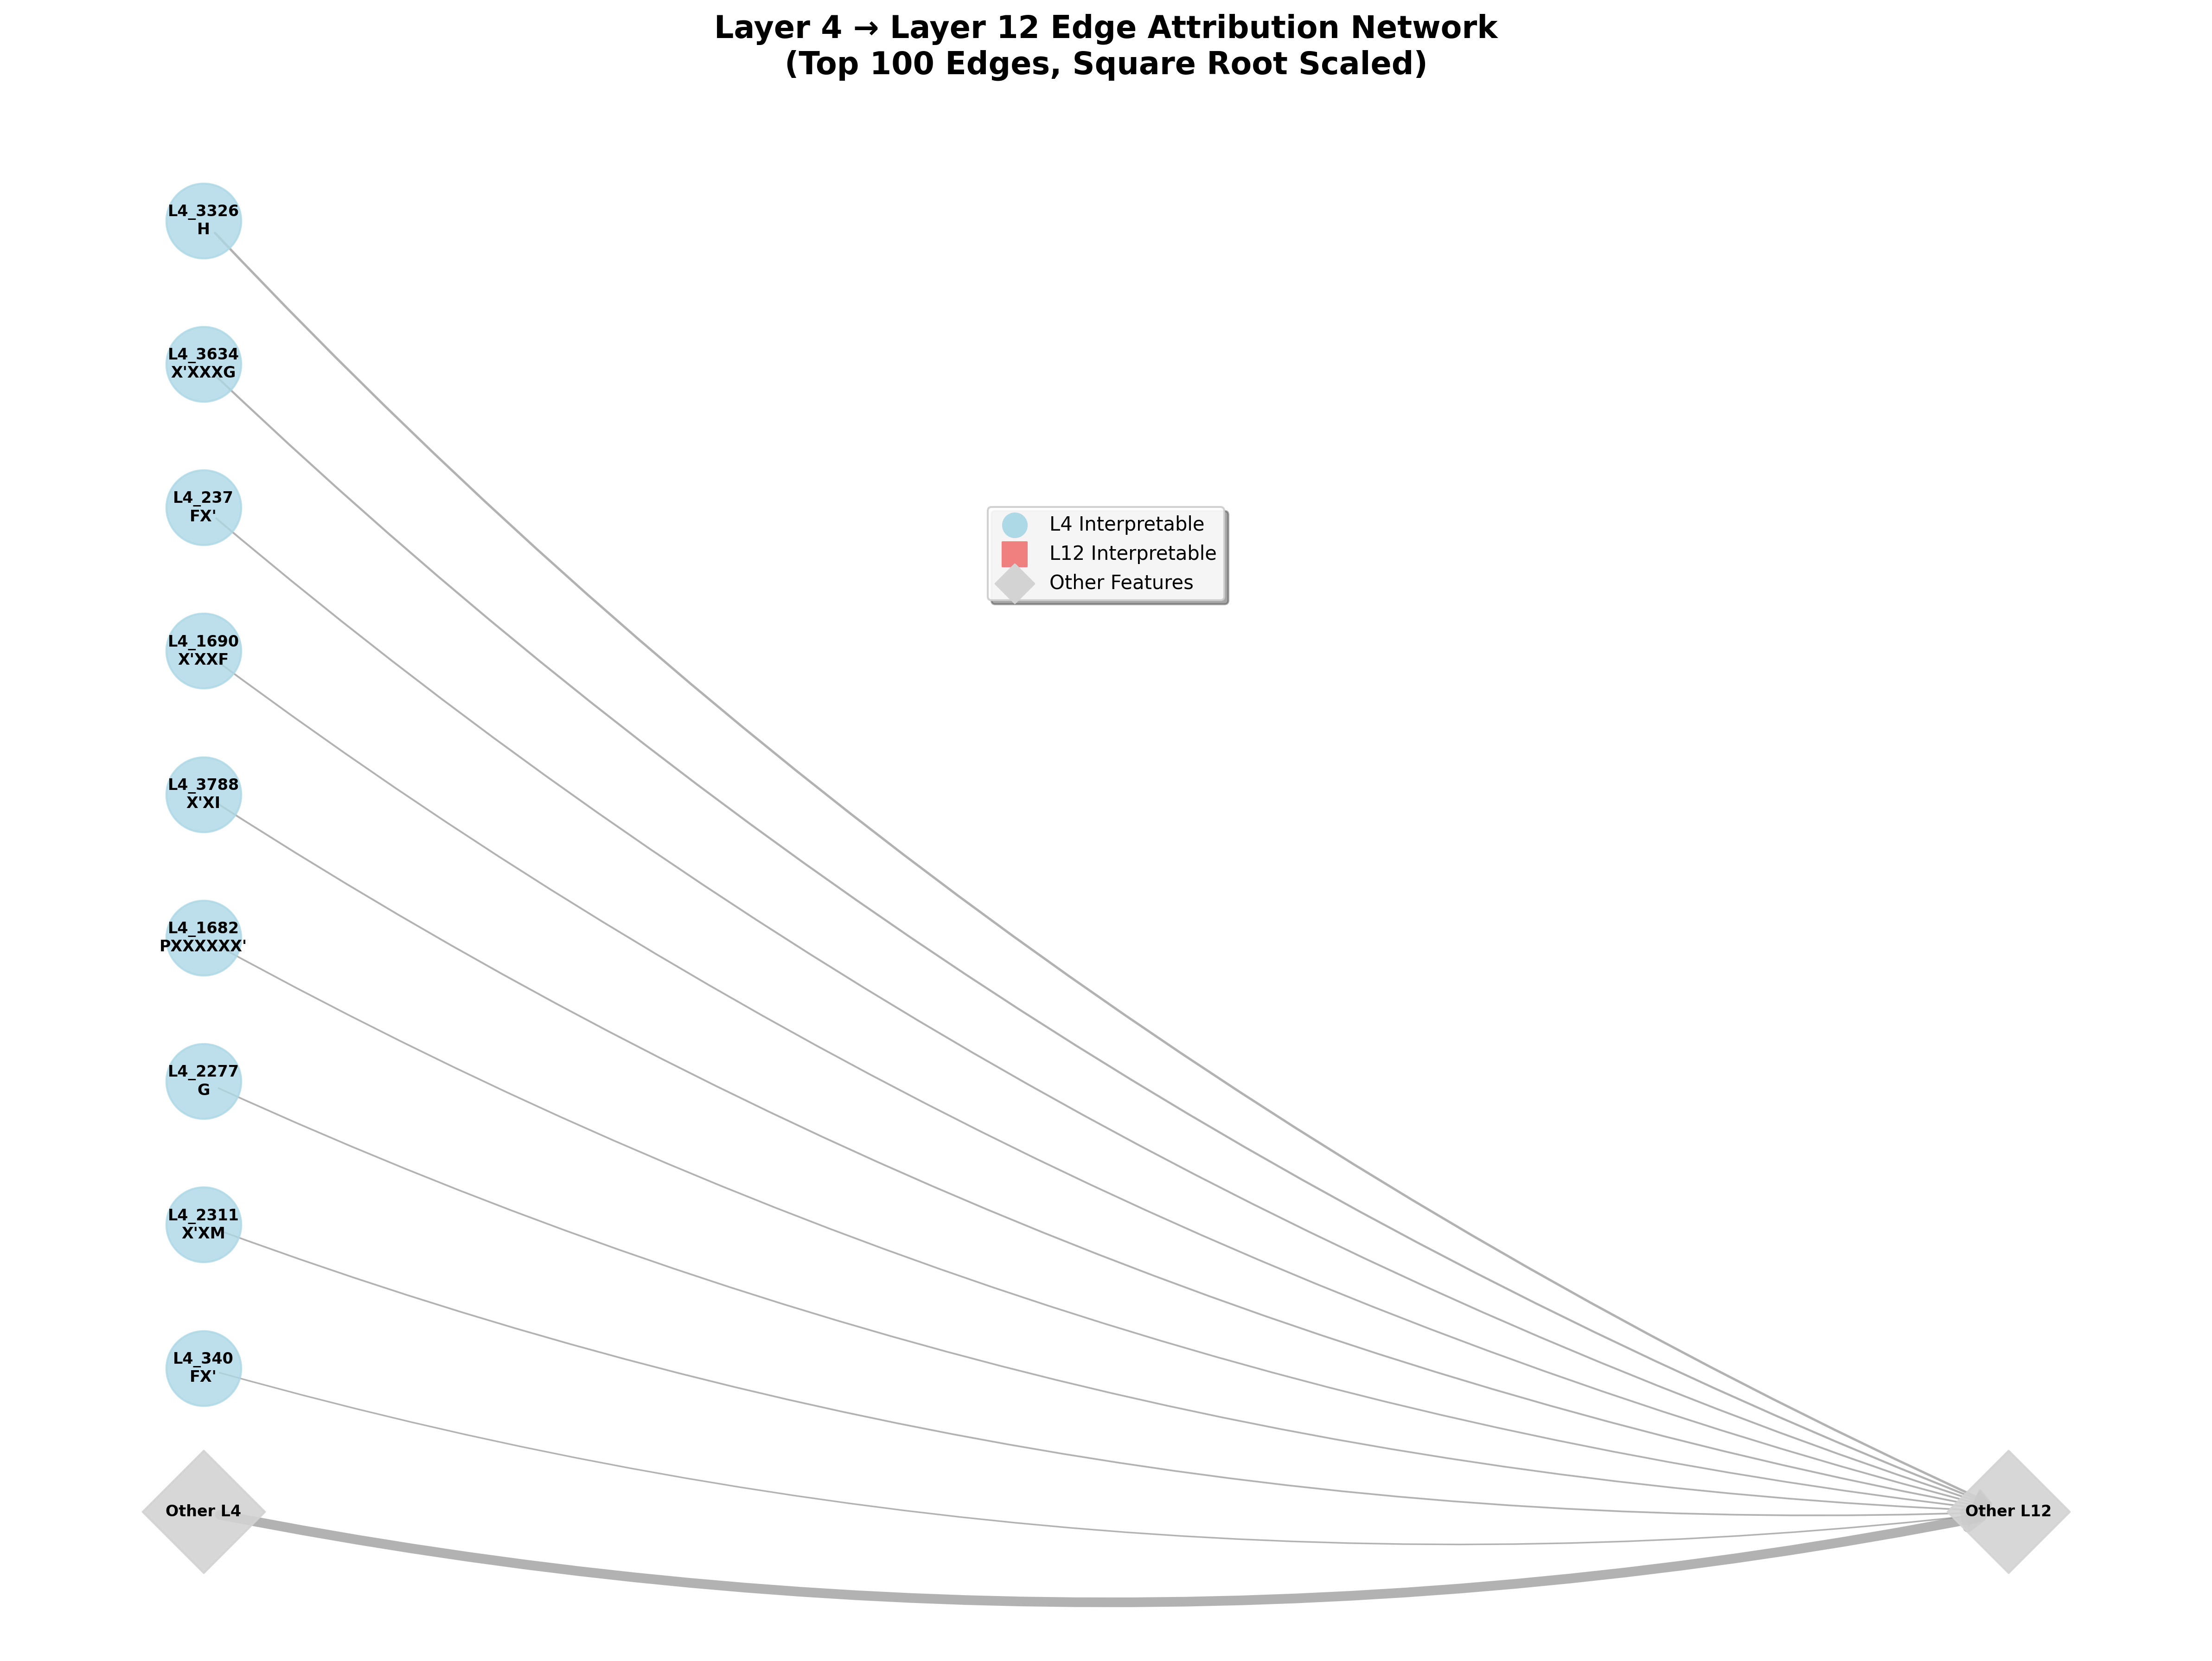 Layer 4 → Layer 12 Edge Attribution Network
(Top 100 Edges, Square Root Scaled)
L4_3326
H
L4_3634
X'XXXG
L4_237
FX'
L4 Interpretable
L12 Interpretable
Other Features
L4_1690
X'XXF
L4_3788
X'XI
L4_1682
PXXXXXX'
L4_2277
G
L4_2311
X'XM
L4_340
FX'
Other L4
Other L12